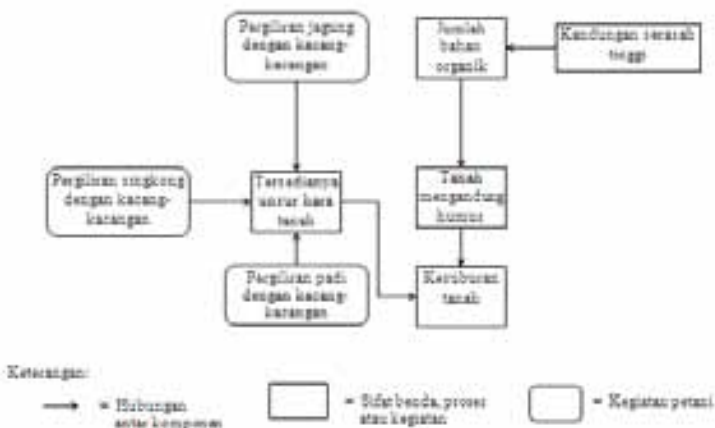 Pergiliran jagung
dengan kacang-
kacangan
Jumlah
bahan
organik
Kandungan serasah
tinggi
Pergiliran singkong
dengan kacang-
kacangan
Tersedianya
unsur hara
tanah
Tanah
mengandung
humus
Pergiliran padi
dengan kacang-
kacangan
Kesuburan
tanah
Keterangan:
= Hubungan
antar komponen
= Sifat benda, proses
atau kegiatan
= Kegiatan petani